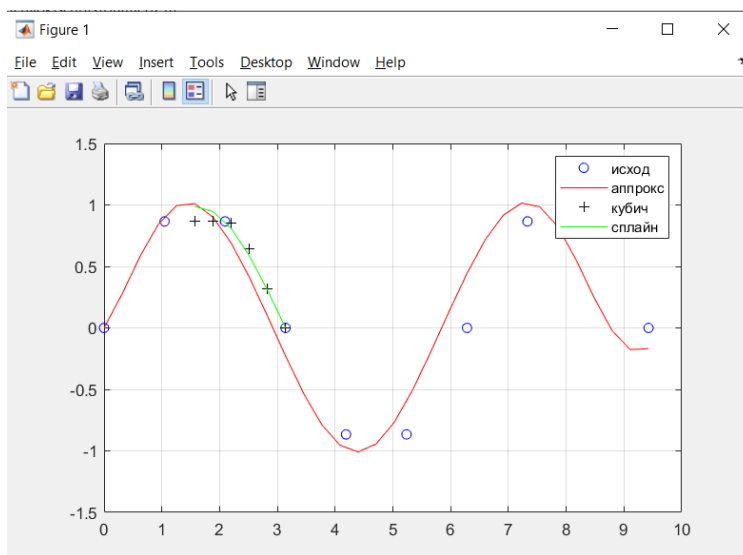 Figure 1
File Edit View Insert Tools Desktop Window Help
1.5
1
0.5
0
-0.5
-1
-1.5
0 1 2 3 4 5 6 7 8 9 10
исход
аппрокс
кубич
сплайн